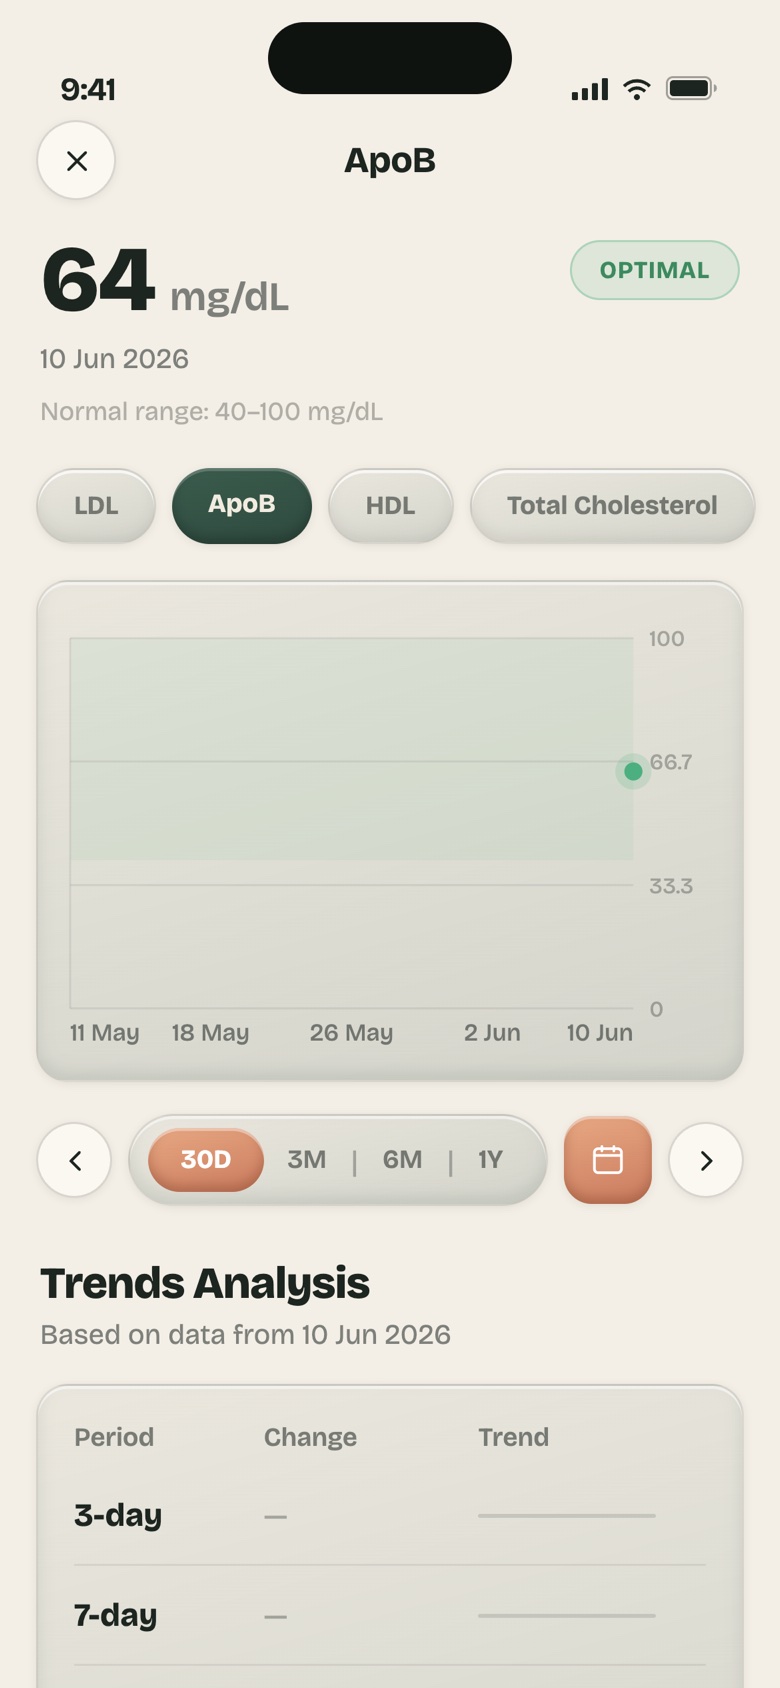 9:41
ApoB
64 mg/dL
OPTIMAL
10 Jun 2026
Normal range: 40–100 mg/dL
LDL ApoB HDL Total Cholesterol
100
66.7
33.3
0
11 May 18 May 26 May 2 Jun 10 Jun
30D 3M | 6M | 1Y
Trends Analysis
Based on data from 10 Jun 2026
Period Change Trend
3-day —
7-day —